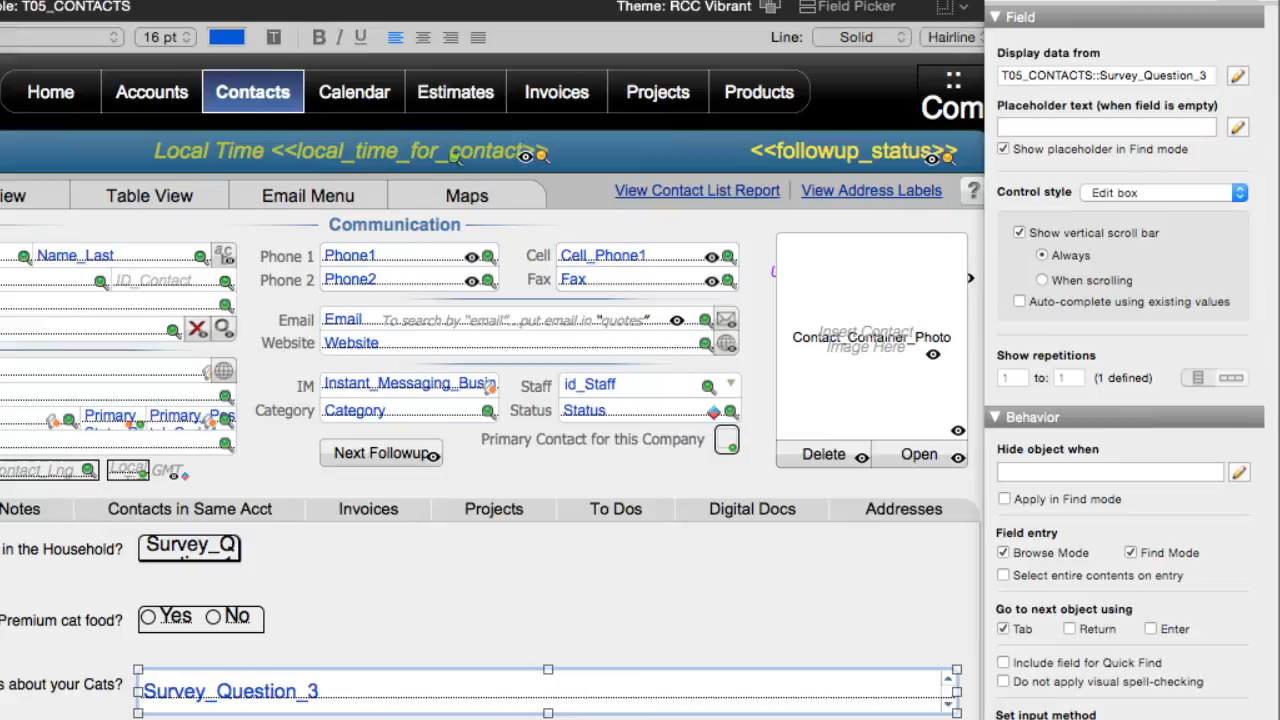 ble: T05_CONTACTS
Theme: RCC Vibrant
Field Picker
16 pt
T
B I U
Line:
Solid
Hairline
Home
Accounts
Contacts
Calendar
Estimates
Invoices
Projects
Products
Com
Local Time <<local_time_for_contact>>
<<followup_status>>
iew
Table View
Email Menu
Maps
View Contact List Report
View Address Labels
?
Communication
Name_Last
ID_Contact
Phone 1
Phone1
Cell
Cell_Phone1
Phone 2
Phone2
Fax
Fax
Email
Email
To search by "email"...put email in "quotes"
Website
Website
IM
Instant_Messaging_Busin
Staff
id_Staff
Category
Category
Status
Status
Primary
Primary_Pos
Next Followup
Primary Contact for this Company
ontact_Lng
Local
GMT
Contact_Container_Photo
Insert Contact
Image Here
Delete
Open
Notes
Contacts in Same Acct
Invoices
Projects
To Dos
Digital Docs
Addresses
in the Household?
Survey_Q
Premium cat food?
Yes
No
s about your Cats?
Survey_Question_3
Field
Display data from
T05_CONTACTS::Survey_Question_3
Placeholder text (when field is empty)
Show placeholder in Find mode
Control style
Edit box
Show vertical scroll bar
Always
When scrolling
Auto-complete using existing values
Show repetitions
1 to: 1 (1 defined)
Behavior
Hide object when
Apply in Find mode
Field entry
Browse Mode
Find Mode
Select entire contents on entry
Go to next object using
Tab
Return
Enter
Include field for Quick Find
Do not apply visual spell-checking
Set input method